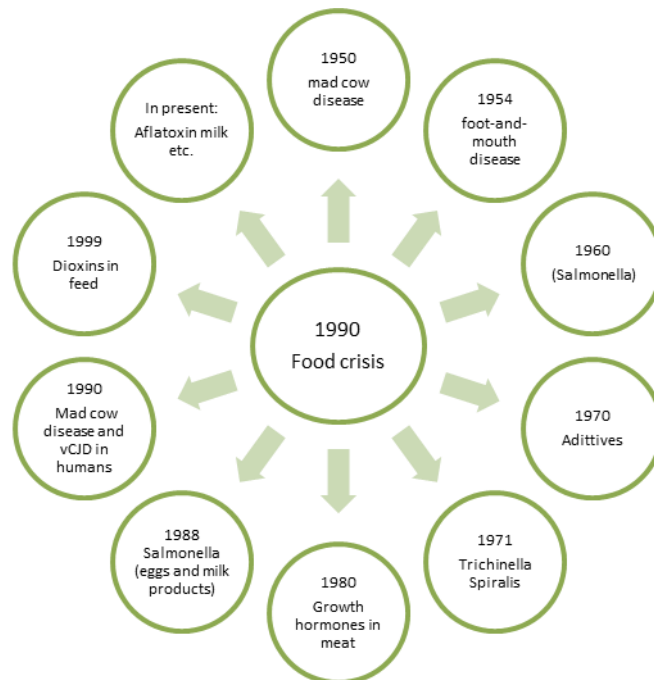 1950
mad cow
disease
1954
foot-and-
mouth
disease
1960
(Salmonella)
1970
Adittives
1971
Trichinella
Spiralis
1980
Growth
hormones in
meat
1988
Salmonella
(eggs and milk
products)
1990
Mad cow
disease and
vCJD in
humans
1999
Dioxins in
feed
In present:
Aflatoxin milk
etc.
1990
Food crisis